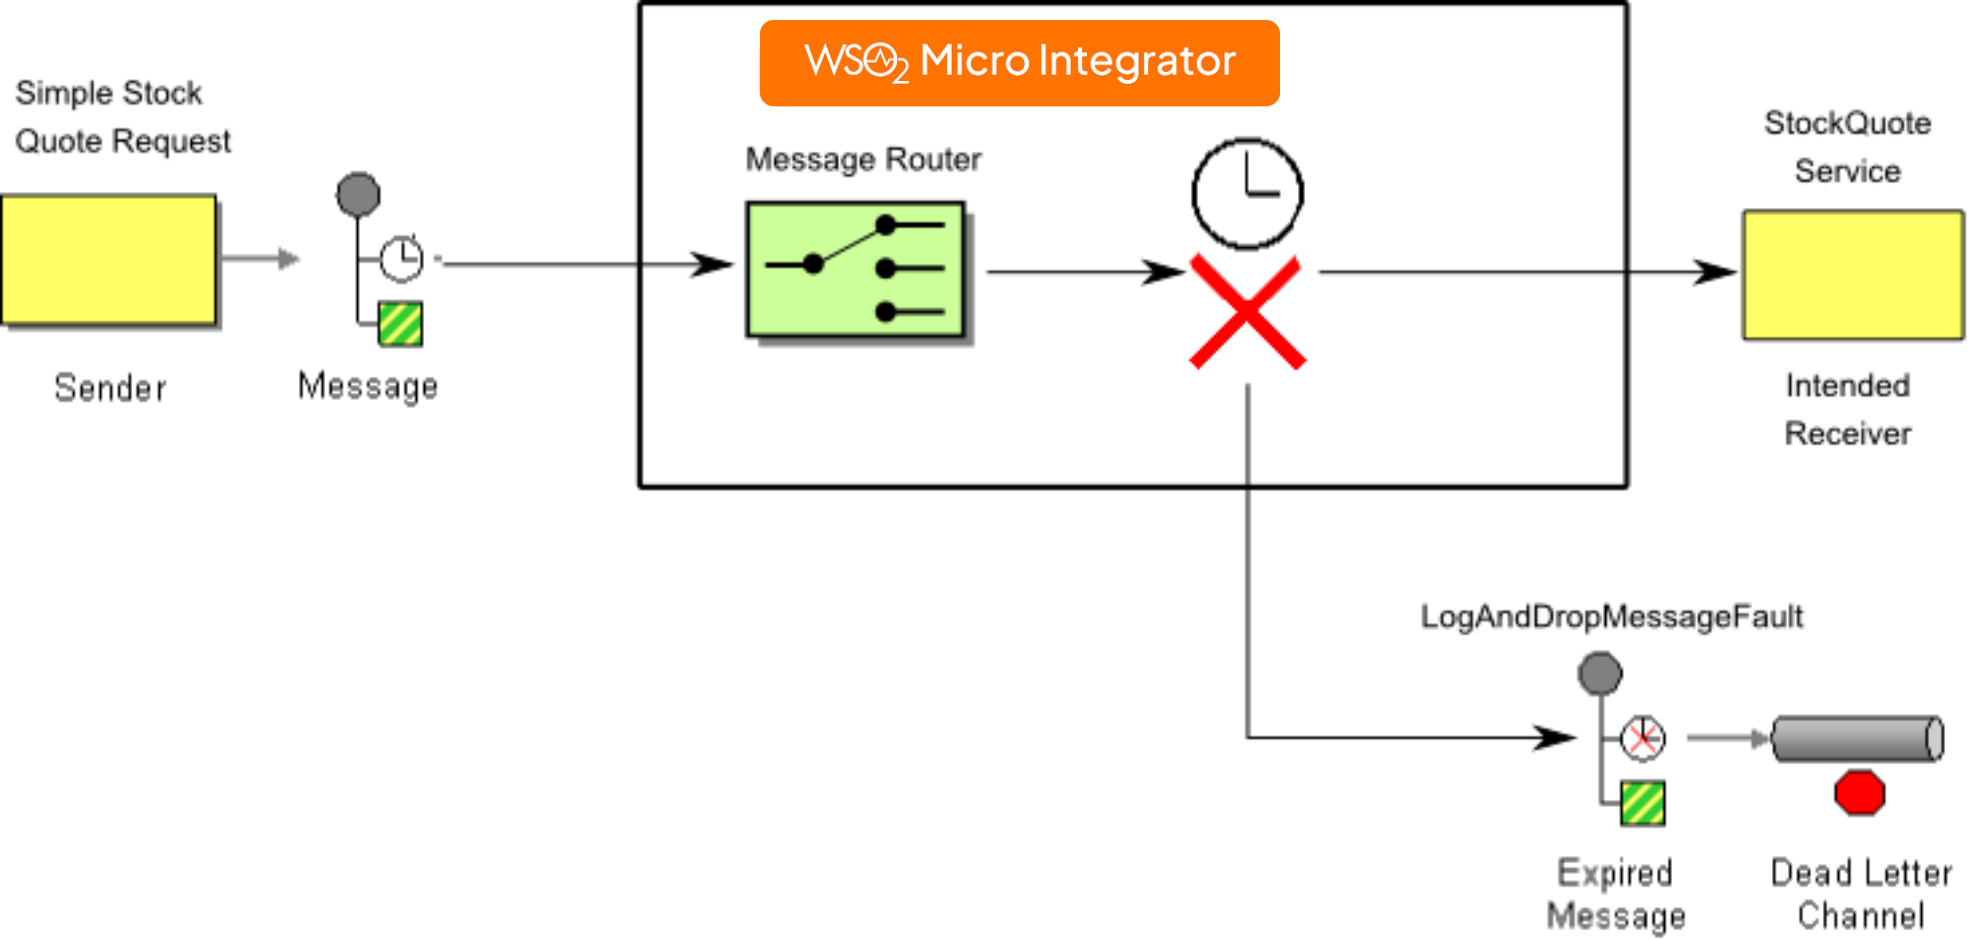 WSO2 Micro Integrator
Simple Stock
Quote Request
Message Router
StockQuote
Service
Sender
Message
Intended
Receiver
LogAndDropMessageFault
Expired
Message
Dead Letter
Channel